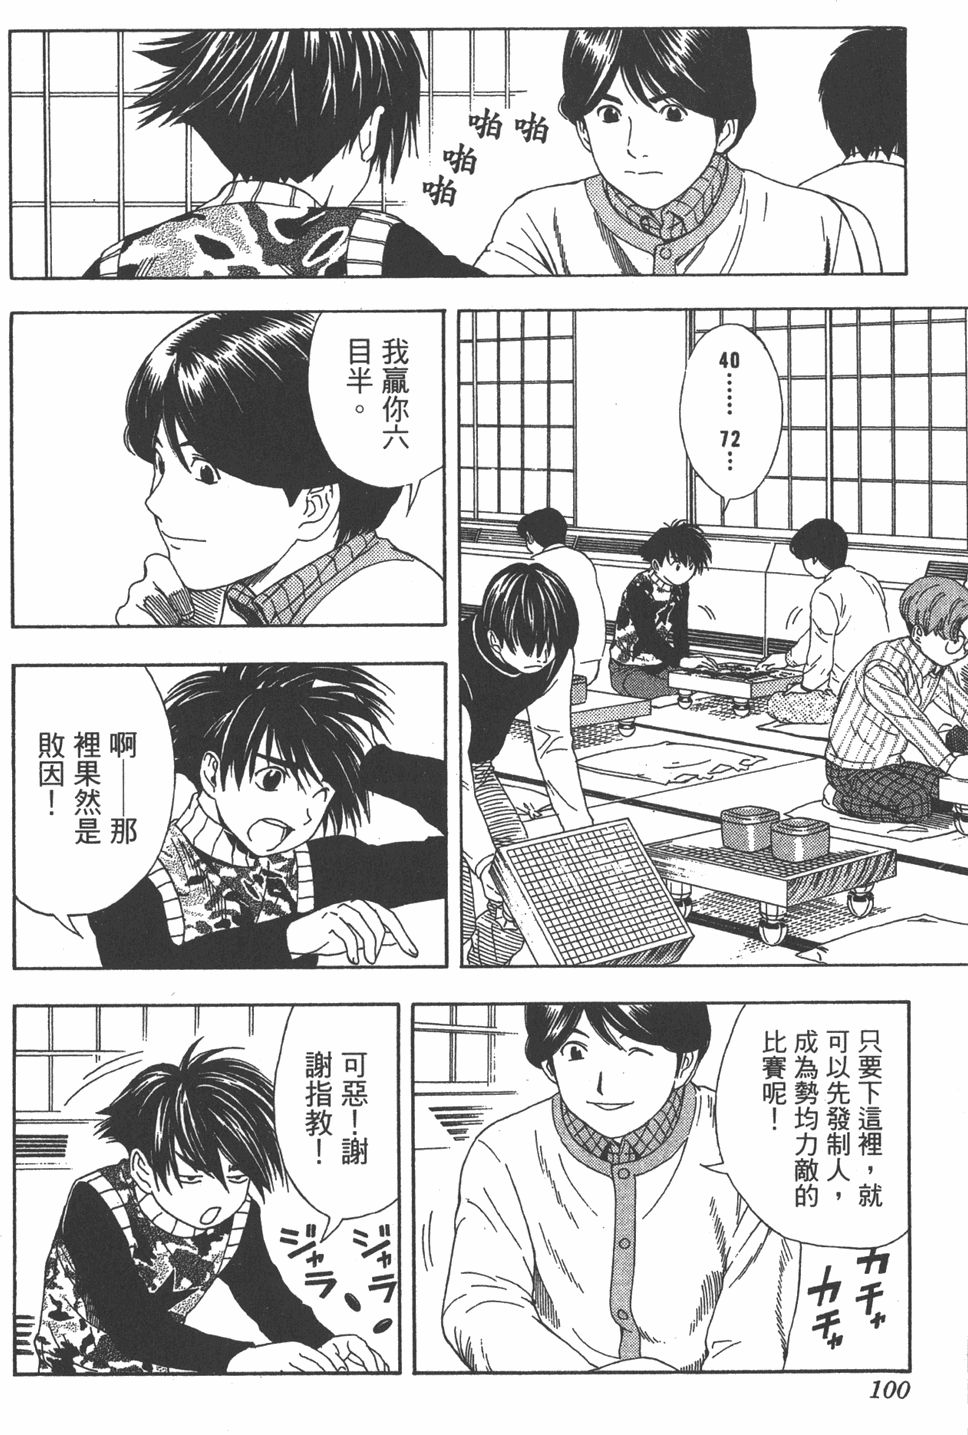 啪啪
啪
啪
40……72…
我贏你六
目半。
啊——那
裡果然是
敗因！
只要下這裡，就
可以先發制人，
成為勢均力敵的
比賽呢！
カチャ
カチャ
可惡！謝
謝指教！
ジャラ
ジャラ
100